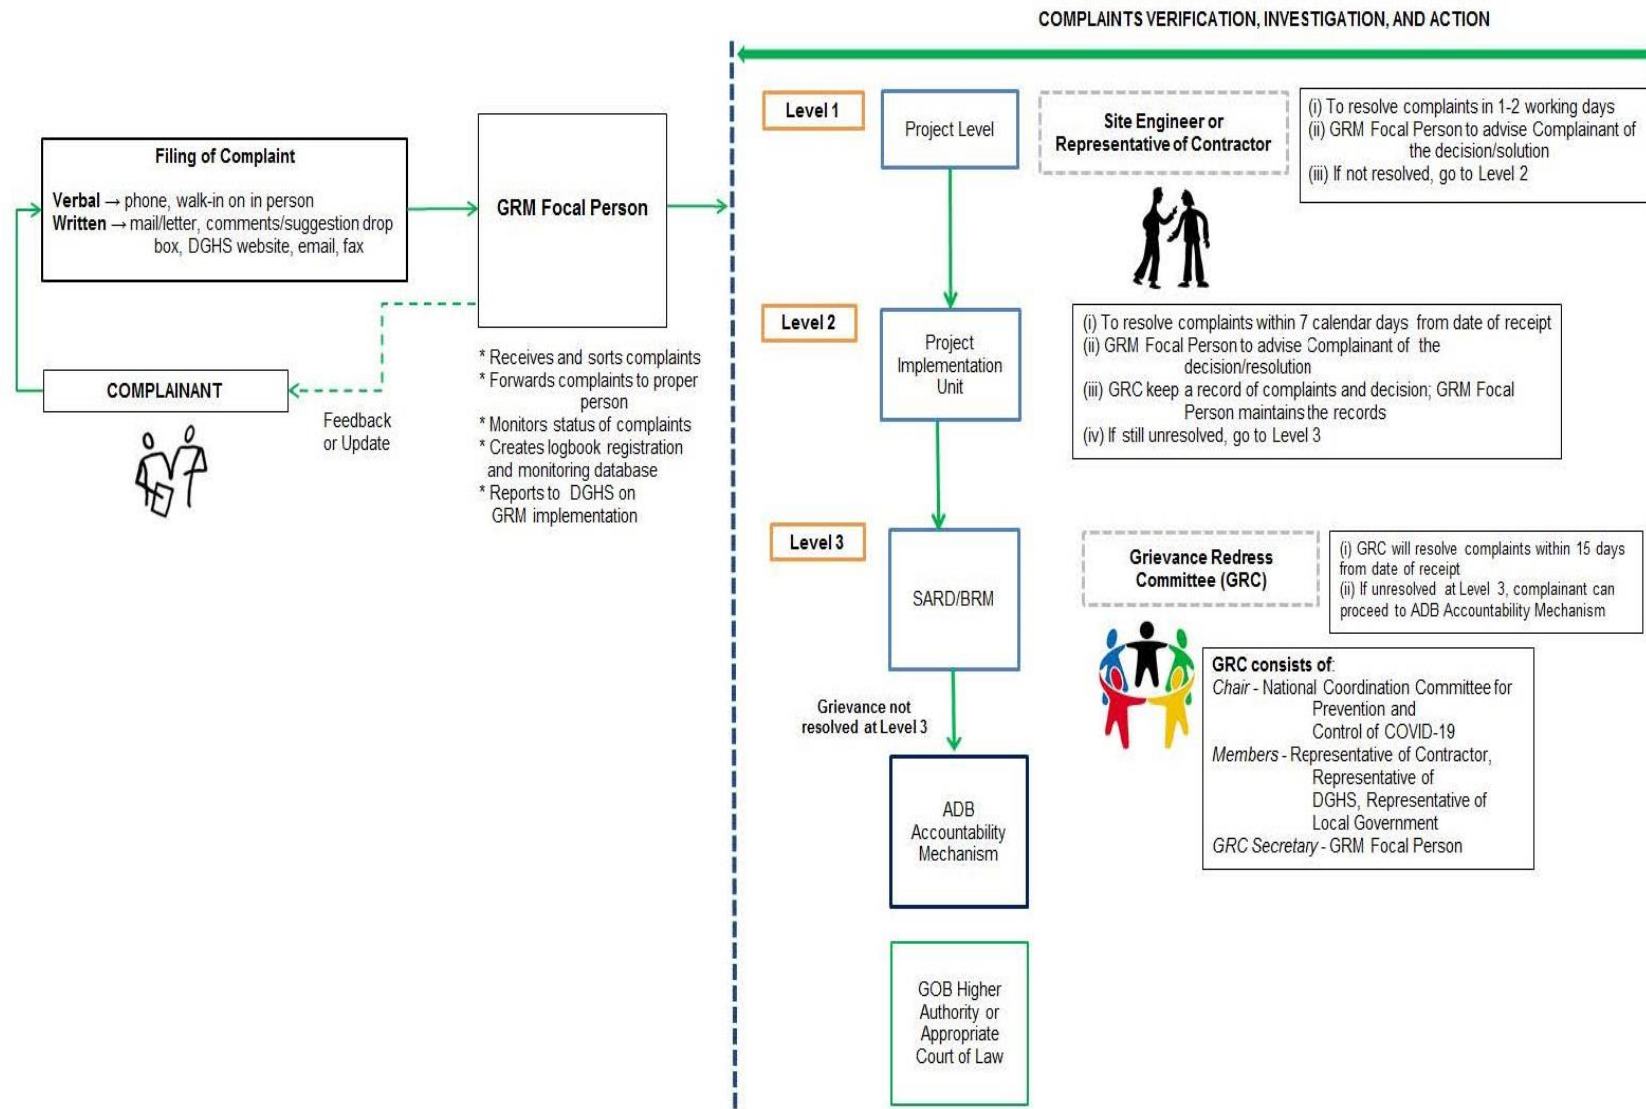 COMPLAINTS VERIFICATION, INVESTIGATION, AND ACTION
Filing of Complaint
Verbal → phone, walk-in on in person
Written → mail/letter, comments/suggestion drop
box, DGHS website, email, fax
COMPLAINANT
Feedback
or Update
GRM Focal Person
* Receives and sorts complaints
* Forwards complaints to proper
person
* Monitors status of complaints
* Creates logbook registration
and monitoring database
* Reports to DGHS on
GRM implementation
Level 1
Project Level
Site Engineer or
Representative of Contractor
(i) To resolve complaints in 1-2 working days
(ii) GRM Focal Person to advise Complainant of
the decision/solution
(iii) If not resolved, go to Level 2
Level 2
Project
Implementation
Unit
(i) To resolve complaints within 7 calendar days from date of receipt
(ii) GRM Focal Person to advise Complainant of the
decision/resolution
(iii) GRC keep a record of complaints and decision; GRM Focal
Person maintains the records
(iv) If still unresolved, go to Level 3
Level 3
SARD/BRM
Grievance Redress
Committee (GRC)
(i) GRC will resolve complaints within 15 days
from date of receipt
(ii) If unresolved at Level 3, complainant can
proceed to ADB Accountability Mechanism
GRC consists of:
Chair - National Coordination Committee for
Prevention and
Control of COVID-19
Members - Representative of Contractor,
Representative of
DGHS, Representative of
Local Government
GRC Secretary - GRM Focal Person
Grievance not
resolved at Level 3
ADB
Accountability
Mechanism
GOB Higher
Authority or
Appropriate
Court of Law